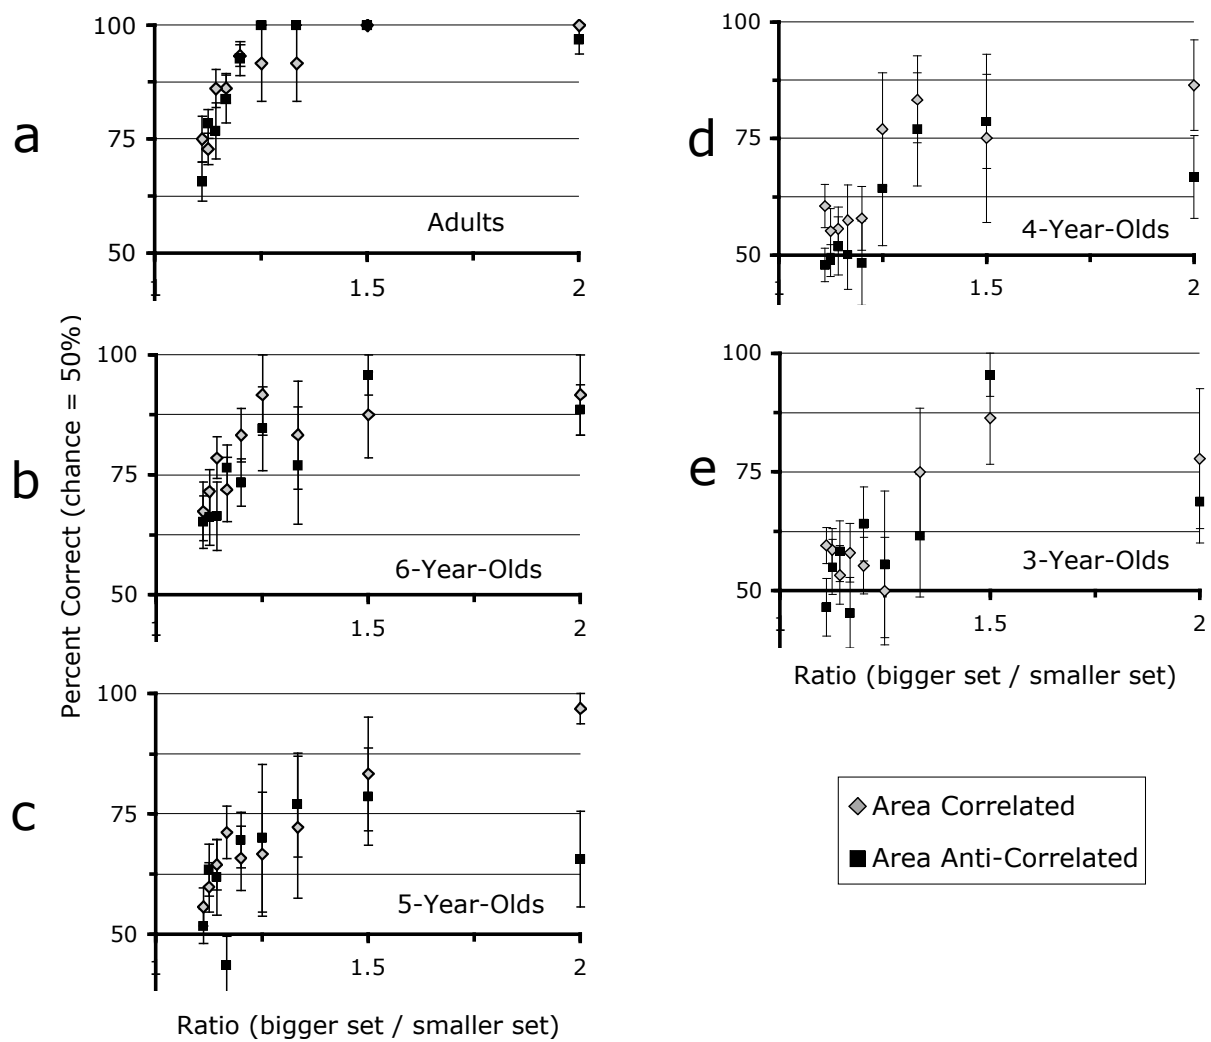 a
100
75
50
Adults
1
1.5
2
b
100
75
50
6-Year-Olds
1
1.5
2
c
100
75
50
5-Year-Olds
1
1.5
2
Percent Correct (chance = 50%)
Ratio (bigger set / smaller set)
d
100
75
50
4-Year-Olds
1
1.5
2
e
100
75
50
3-Year-Olds
1
1.5
2
Ratio (bigger set / smaller set)
Area Correlated
Area Anti-Correlated